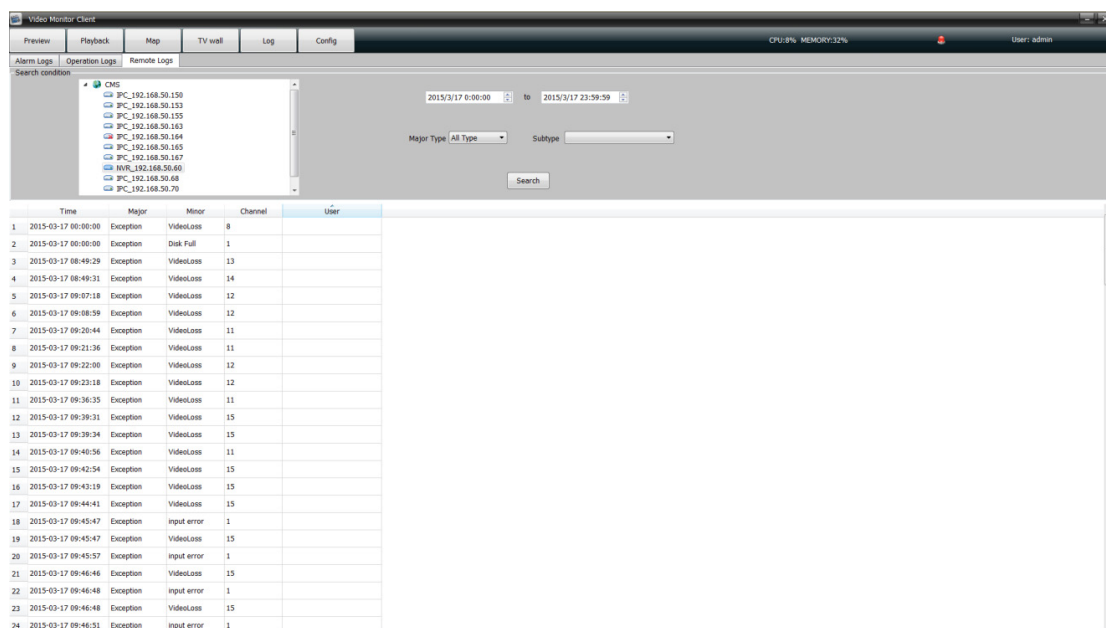 Video Monitor Client
Preview Playback Map TV wall Log Config CPU:8% MEMORY:32% User: admin
Alarm Logs Operation Logs Remote Logs
Search condition
CMS
IPC_192.168.50.150
IPC_192.168.50.153
IPC_192.168.50.155
IPC_192.168.50.163
IPC_192.168.50.164
IPC_192.168.50.165
IPC_192.168.50.167
NVR_192.168.50.60
IPC_192.168.50.68
IPC_192.168.50.70
2015/3/17 0:00:00 to 2015/3/17 23:59:59
Major Type All Type Subtype
Search
Time Major Minor Channel User
1 2015-03-17 00:00:00 Exception VideoLoss 8
2 2015-03-17 00:00:00 Exception Disk Full 1
3 2015-03-17 08:49:29 Exception VideoLoss 13
4 2015-03-17 08:49:31 Exception VideoLoss 14
5 2015-03-17 09:07:18 Exception VideoLoss 12
6 2015-03-17 09:08:59 Exception VideoLoss 12
7 2015-03-17 09:20:44 Exception VideoLoss 11
8 2015-03-17 09:21:36 Exception VideoLoss 11
9 2015-03-17 09:22:00 Exception VideoLoss 12
10 2015-03-17 09:23:18 Exception VideoLoss 12
11 2015-03-17 09:36:35 Exception VideoLoss 11
12 2015-03-17 09:39:31 Exception VideoLoss 15
13 2015-03-17 09:39:34 Exception VideoLoss 15
14 2015-03-17 09:40:56 Exception VideoLoss 11
15 2015-03-17 09:42:54 Exception VideoLoss 15
16 2015-03-17 09:43:19 Exception VideoLoss 15
17 2015-03-17 09:44:41 Exception VideoLoss 15
18 2015-03-17 09:45:47 Exception input error 1
19 2015-03-17 09:45:47 Exception VideoLoss 15
20 2015-03-17 09:45:57 Exception input error 1
21 2015-03-17 09:46:46 Exception VideoLoss 15
22 2015-03-17 09:46:48 Exception input error 1
23 2015-03-17 09:46:48 Exception VideoLoss 15
24 2015-03-17 09:46:51 Exception input error 1